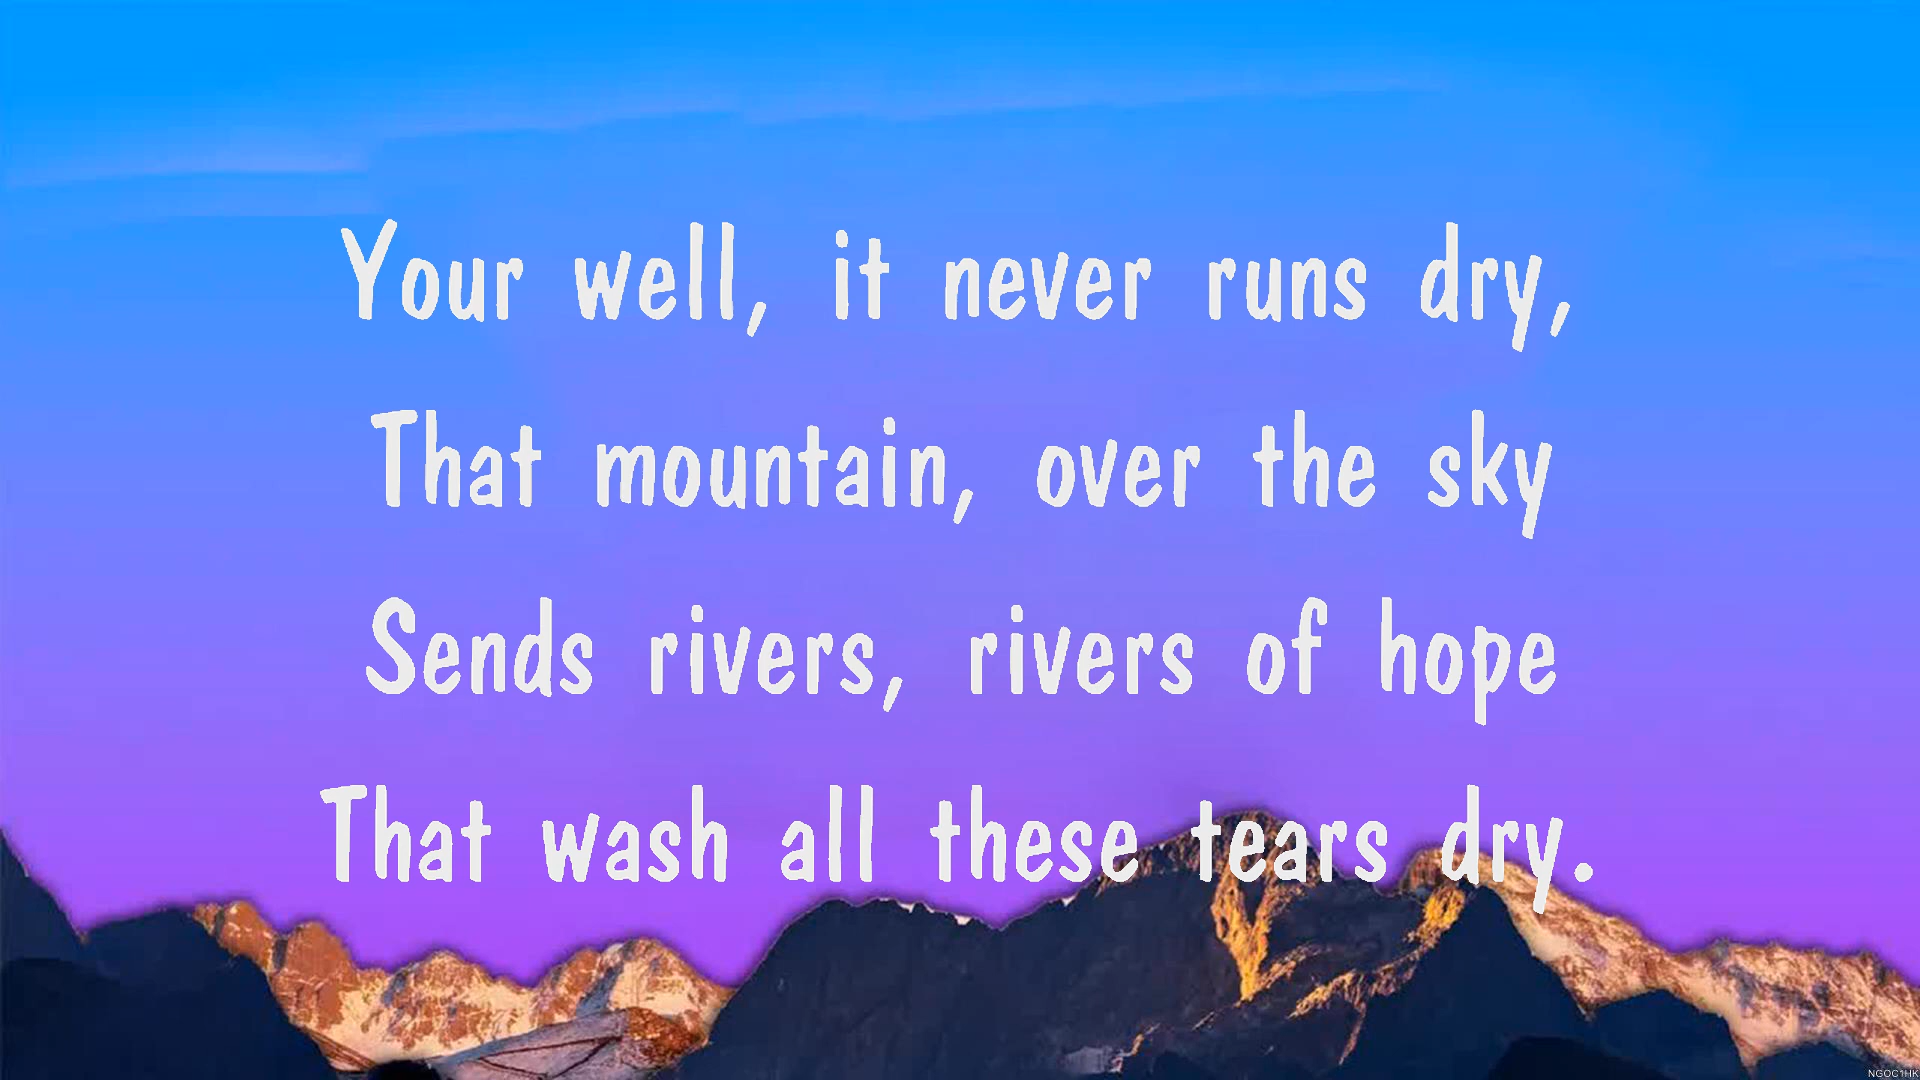 Your well, it never runs dry,
That mountain, over the sky
Sends rivers, rivers of hope
That wash all these tears dry.
NGOC1HK